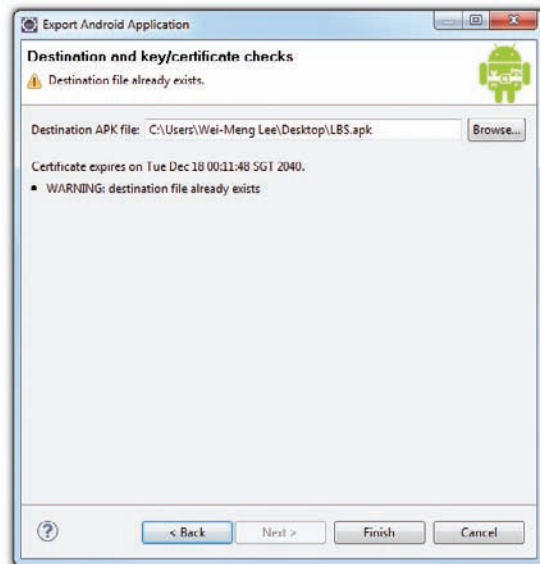 Export Android Application
Destination and key/certificate checks
Destination file already exists.
Destination APK file: C:\Users\Wei-Meng Lee\Desktop\LBS.apk Browse...
Certificate expires on Tue Dec 18 00:11:48 SGT 2040.
• WARNING: destination file already exists
? < Back Next > Finish Cancel